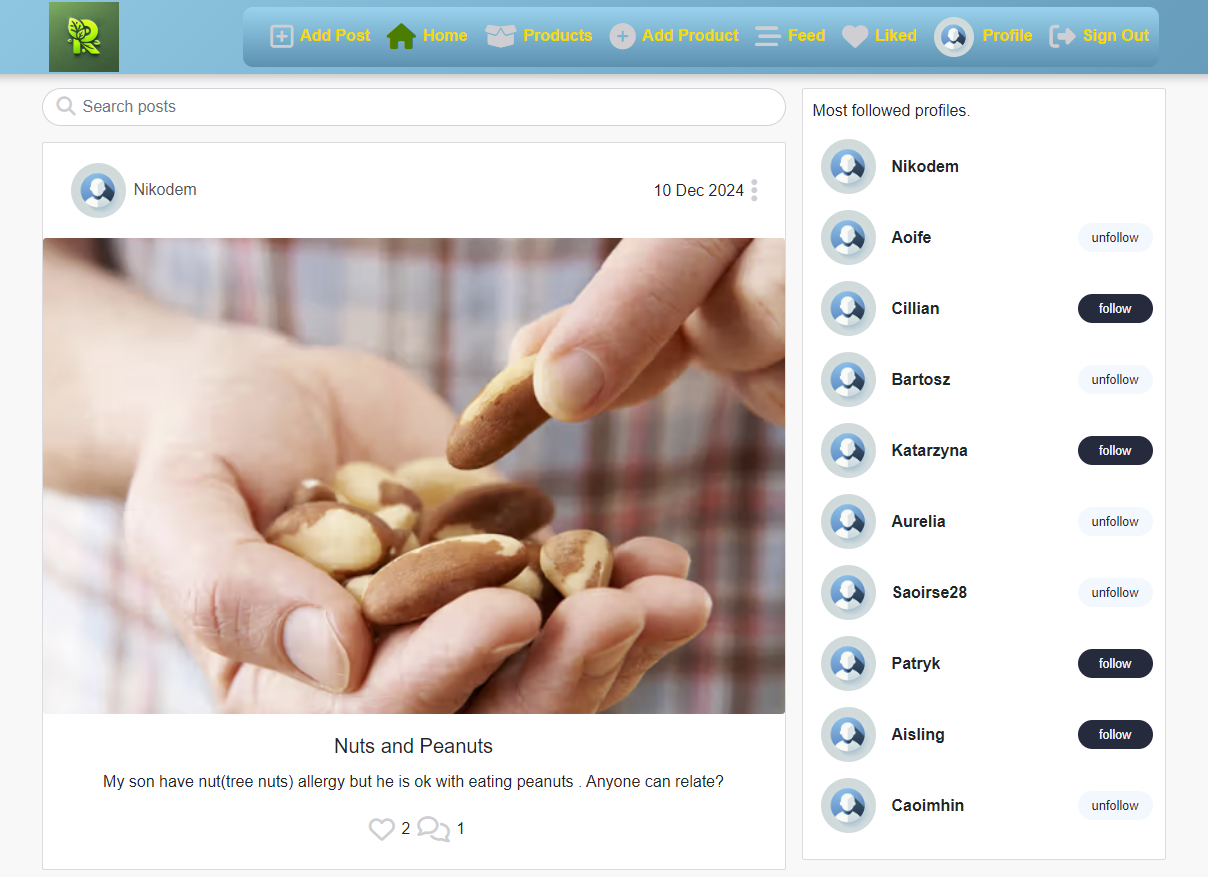 Add Post Home Products Add Product Feed Liked Profile Sign Out
Search posts
Nikodem
10 Dec 2024
Nuts and Peanuts
My son have nut(tree nuts) allergy but he is ok with eating peanuts . Anyone can relate?
2 1
Most followed profiles.
Nikodem
Aoife unfollow
Cillian follow
Bartosz unfollow
Katarzyna follow
Aurelia unfollow
Saoirse28 unfollow
Patryk follow
Aisling follow
Caoimhin unfollow